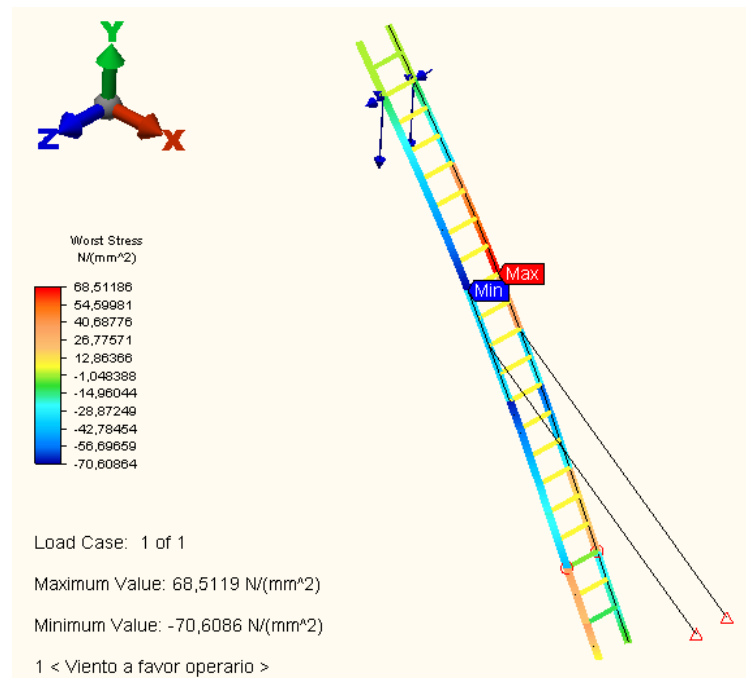 Y
Z
X
Worst Stress
N/(mm^2)
68,51186
54,59981
40,68776
26,77571
12,86366
-1,048388
-14,96044
-28,87249
-42,78454
-56,69659
-70,60864
Max
Min
Load Case: 1 of 1
Maximum Value: 68,5119 N/(mm^2)
Minimum Value: -70,6086 N/(mm^2)
1 < Viento a favor operario >